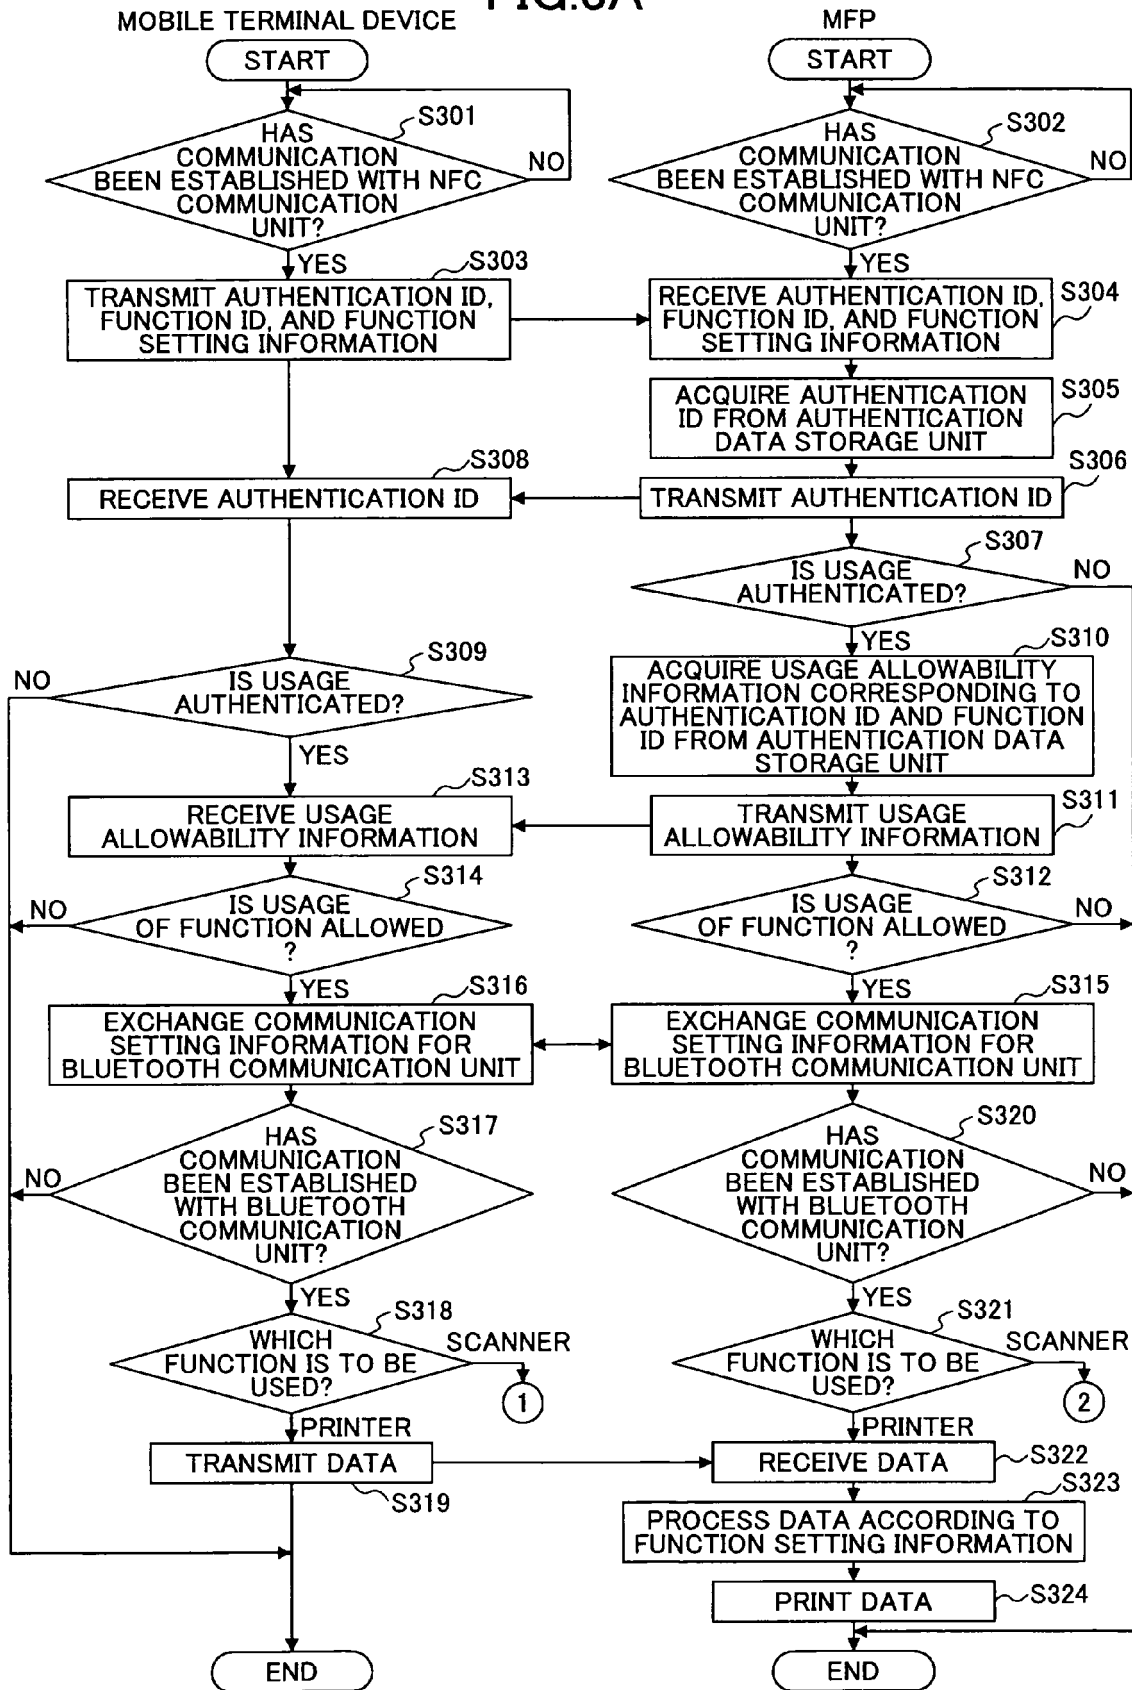 FIG.8A
MOBILE TERMINAL DEVICE
MFP
START
START
S301
HAS
COMMUNICATION
BEEN ESTABLISHED WITH NFC
COMMUNICATION
UNIT?
NO
YES
S302
HAS
COMMUNICATION
BEEN ESTABLISHED WITH NFC
COMMUNICATION
UNIT?
NO
YES
S303
TRANSMIT AUTHENTICATION ID,
FUNCTION ID, AND FUNCTION
SETTING INFORMATION
RECEIVE AUTHENTICATION ID,
FUNCTION ID, AND FUNCTION
SETTING INFORMATION
S304
ACQUIRE AUTHENTICATION
ID FROM AUTHENTICATION
DATA STORAGE UNIT
S305
S308
RECEIVE AUTHENTICATION ID
TRANSMIT AUTHENTICATION ID
S306
S307
IS USAGE
AUTHENTICATED?
NO
YES
S309
NO
IS USAGE
AUTHENTICATED?
YES
S310
ACQUIRE USAGE ALLOWABILITY
INFORMATION CORRESPONDING TO
AUTHENTICATION ID AND FUNCTION
ID FROM AUTHENTICATION DATA
STORAGE UNIT
S313
RECEIVE USAGE
ALLOWABILITY INFORMATION
TRANSMIT USAGE
ALLOWABILITY INFORMATION
S311
S314
NO
IS USAGE
OF FUNCTION ALLOWED
?
YES
S312
IS USAGE
OF FUNCTION ALLOWED
?
NO
YES
S316
EXCHANGE COMMUNICATION
SETTING INFORMATION FOR
BLUETOOTH COMMUNICATION UNIT
S315
EXCHANGE COMMUNICATION
SETTING INFORMATION FOR
BLUETOOTH COMMUNICATION UNIT
S317
NO
HAS
COMMUNICATION
BEEN ESTABLISHED
WITH BLUETOOTH
COMMUNICATION
UNIT?
YES
S320
HAS
COMMUNICATION
BEEN ESTABLISHED
WITH BLUETOOTH
COMMUNICATION
UNIT?
NO
YES
S318
WHICH
FUNCTION IS TO BE
USED?
SCANNER
1
PRINTER
S321
WHICH
FUNCTION IS TO BE
USED?
SCANNER
2
PRINTER
TRANSMIT DATA
S319
RECEIVE DATA
S322
S323
PROCESS DATA ACCORDING TO
FUNCTION SETTING INFORMATION
PRINT DATA
S324
END
END